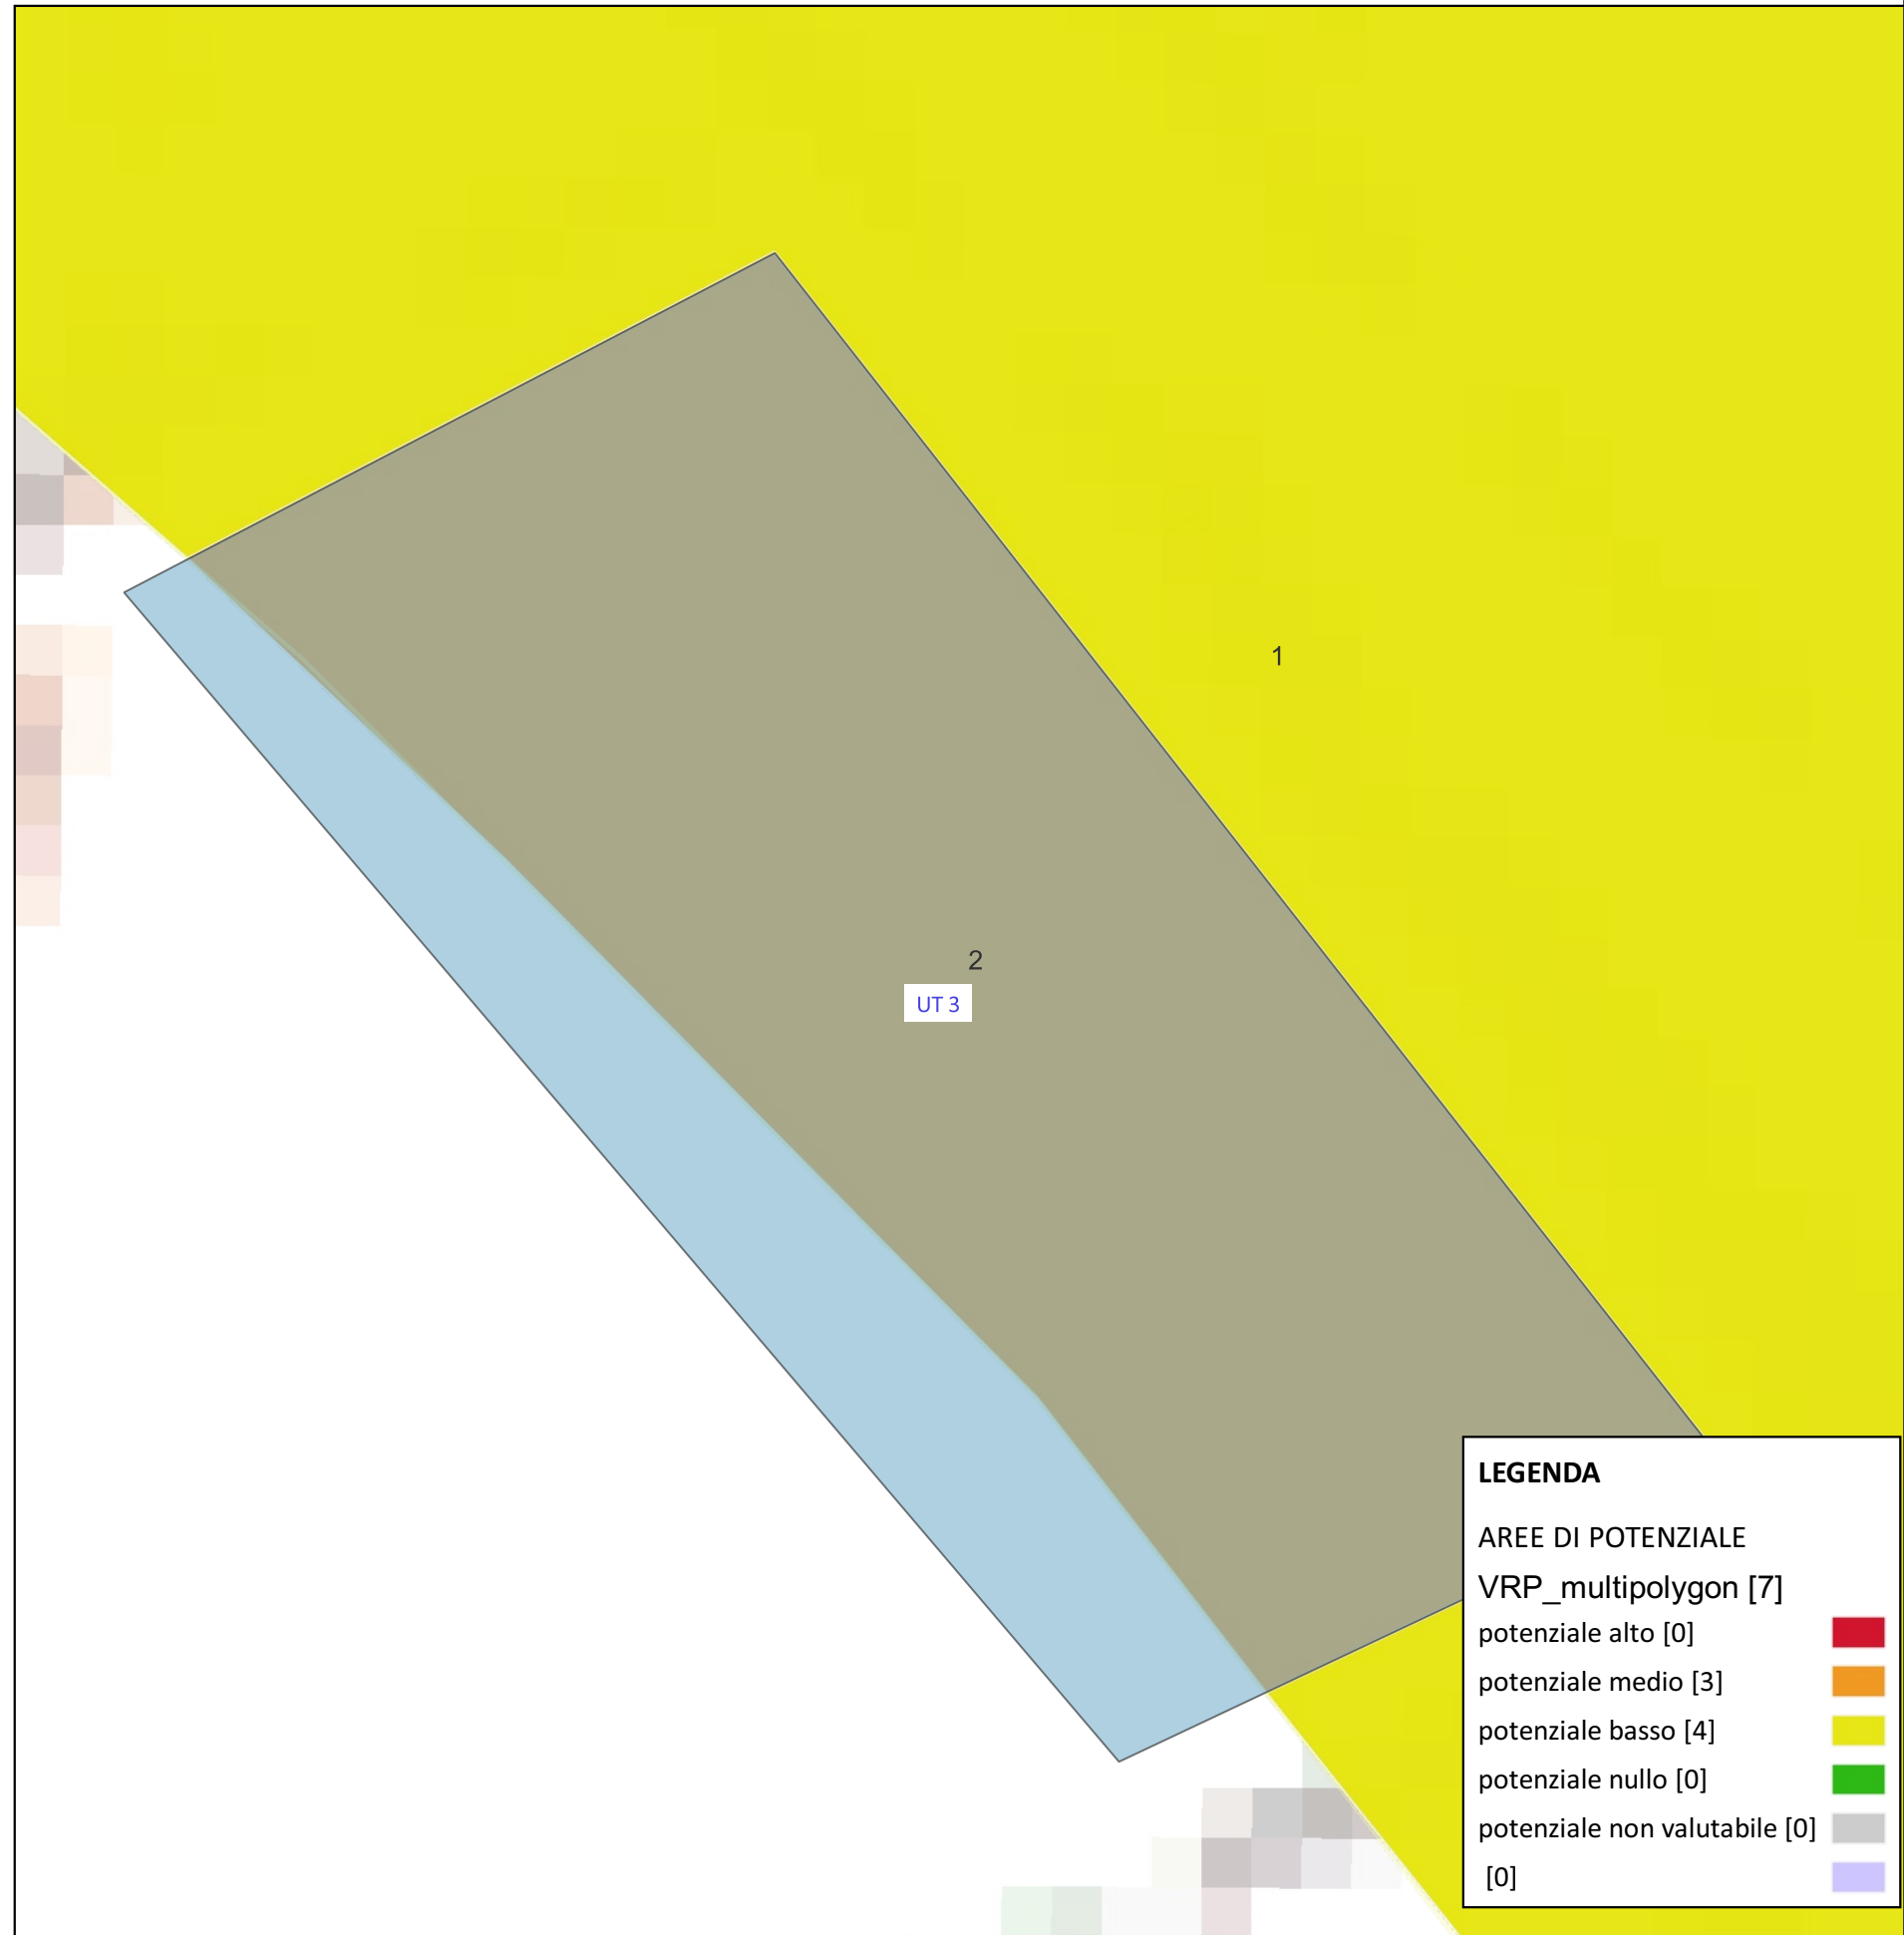 1
2
UT 3
LEGENDA
AREE DI POTENZIALE
VRP_multipolygon [7]
potenziale alto [0]
potenziale medio [3]
potenziale basso [4]
potenziale nullo [0]
potenziale non valutabile [0]
[0]